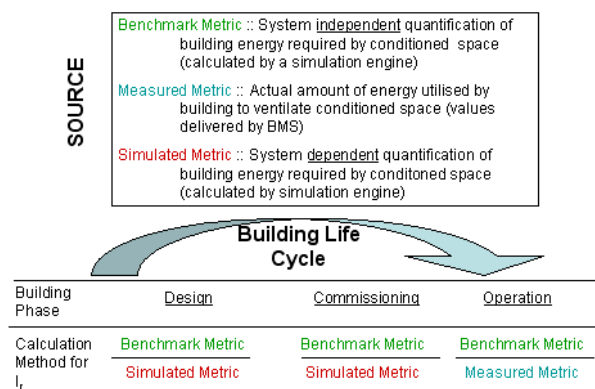 SOURCE
Benchmark Metric :: System independent quantification of
building energy required by conditioned space
(calculated by a simulation engine)
Measured Metric :: Actual amount of energy utilised by
building to ventilate conditioned space (values
delivered by BMS)
Simulated Metric :: System dependent quantification of
building energy required by conditoned space
(calculated by simulation engine)
Building Life
Cycle
Building
Phase
Design
Commissioning
Operation
Calculation
Method for
Ir
Benchmark Metric
Simulated Metric
Benchmark Metric
Simulated Metric
Benchmark Metric
Measured Metric